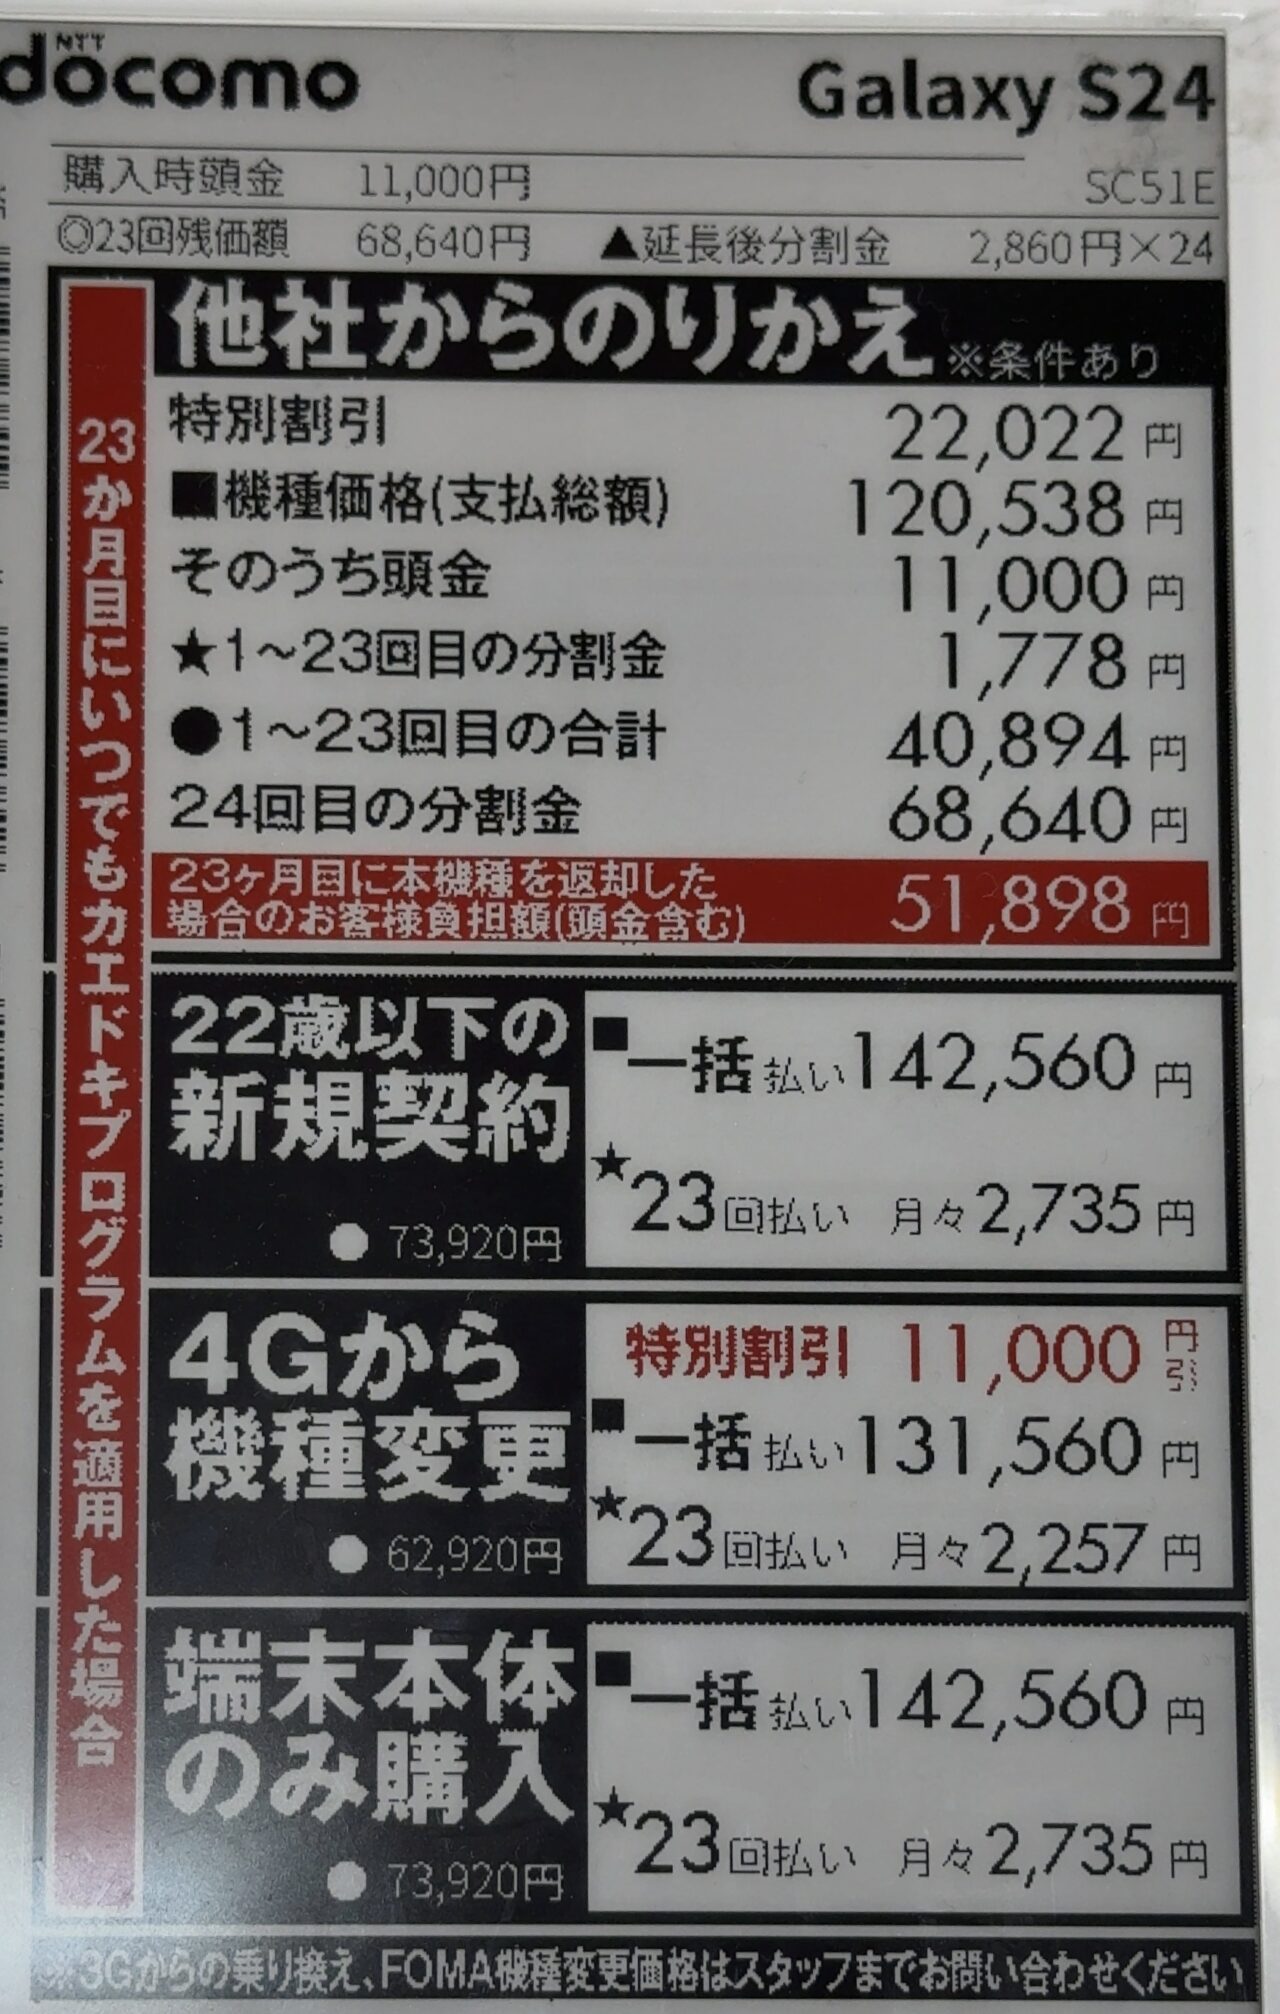 NTT
docomo
Galaxy S24
購入時頭金 11,000円
SC51E
◎23回残価額 68,640円 ▲延長後分割金 2,860円×24
23か月目にいつでもカエドキプログラムを適用した場合
他社からのりかえ ※条件あり
特別割引 22,022円
■機種価格(支払総額) 120,538円
そのうち頭金 11,000円
★1～23回目の分割金 1,778円
●1～23回目の合計 40,894円
24回目の分割金 68,640円
23ヶ月目に本機種を返却した
場合のお客様負担額(頭金含む) 51,898円
22歳以下の
新規契約
● 73,920円
■一括払い142,560円
★23回払い 月々2,735円
4Gから
機種変更
● 62,920円
特別割引 11,000円引
■一括払い131,560円
★23回払い 月々2,257円
端末本体
のみ購入
● 73,920円
■一括払い142,560円
★23回払い 月々2,735円
※3Gからの乗り換え、FOMA機種変更価格はスタッフまでお問い合わせください